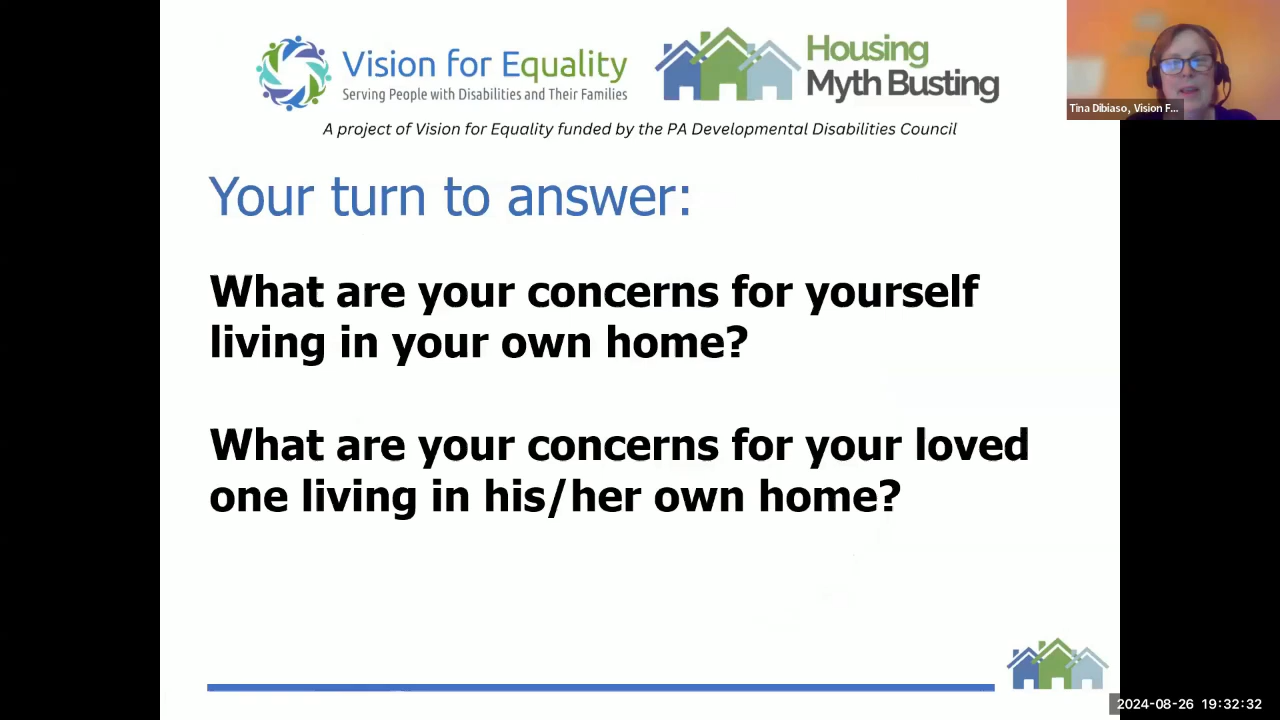 Vision for Equality
Serving People with Disabilities and Their Families
Housing
Myth Busting
A project of Vision for Equality funded by the PA Developmental Disabilities Council
Tina Dibiaso, Vision F...
Your turn to answer:
What are your concerns for yourself
living in your own home?
What are your concerns for your loved
one living in his/her own home?
2024-08-26 19:32:32